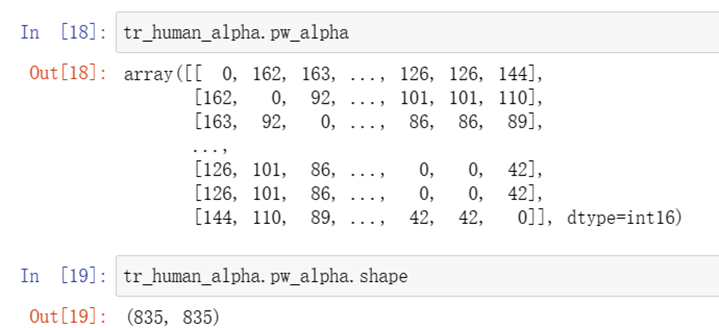 In [18]: tr_human_alpha.pw_alpha
Out[18]: array([[ 0, 162, 163, ..., 126, 126, 144],
[162, 0, 92, ..., 101, 101, 110],
[163, 92, 0, ..., 86, 86, 89],
...,
[126, 101, 86, ..., 0, 0, 42],
[126, 101, 86, ..., 0, 0, 42],
[144, 110, 89, ..., 42, 42, 0]], dtype=int16)
In [19]: tr_human_alpha.pw_alpha.shape
Out[19]: (835, 835)